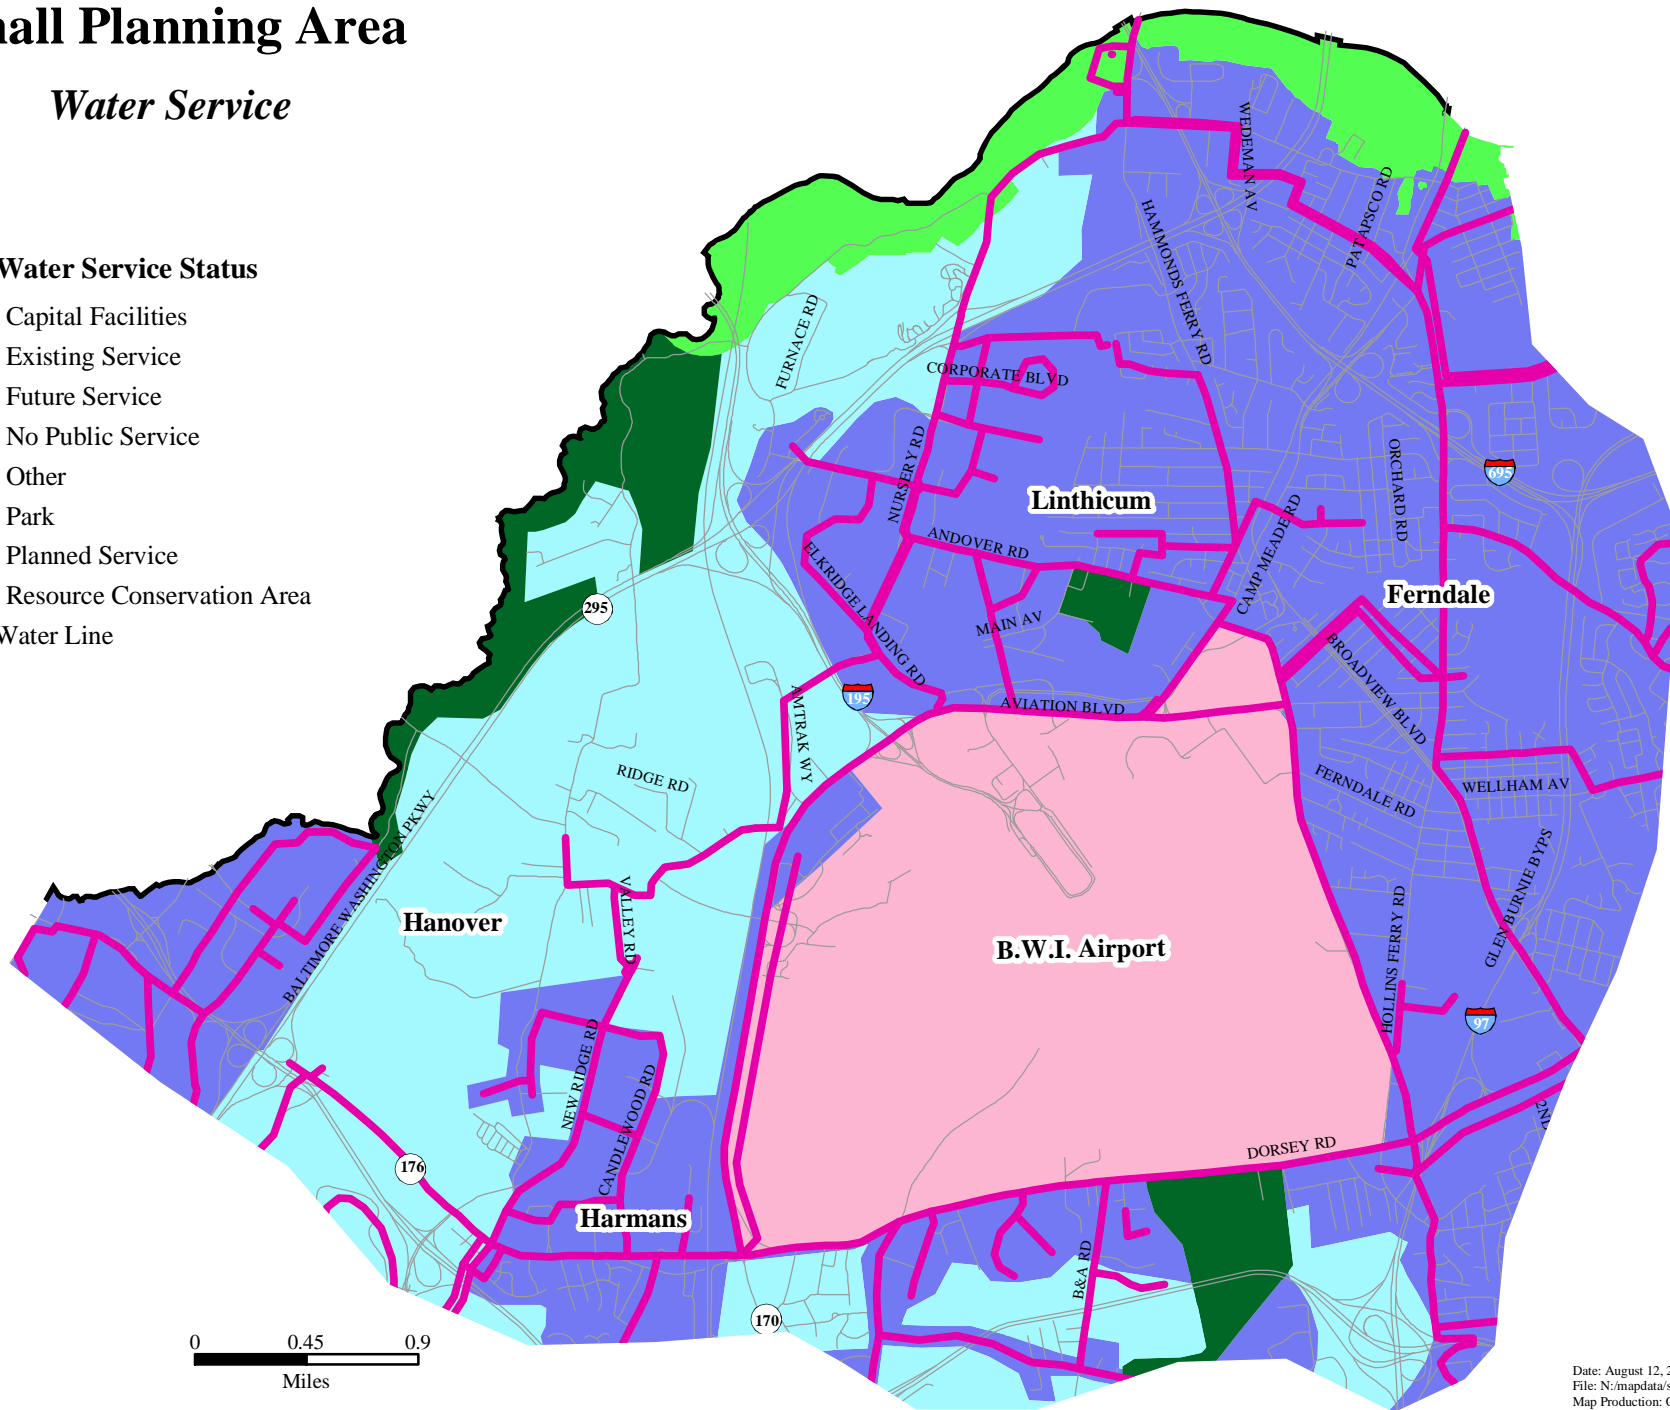 nall Planning Area
Water Service
Water Service Status
Capital Facilities
Existing Service
Future Service
No Public Service
Other
Park
Planned Service
Resource Conservation Area
Water Line
WEDEMAN AV
PATAPSCO RD
HAMMONDS FERRY RD
FURNACE RD
CORPORATE BLVD
NURSERY RD
ORCHARD RD
695
Linthicum
ANDOVER RD
CAMP MEADE RD
ELKRIDGE LANDING RD
Ferndale
295
MAIN AV
BROADVIEW BLVD
195
AMTRAK WY
AVIATION BLVD
RIDGE RD
FERNDALE RD
WELLHAM AV
BALTIMORE WASHINGTON PKWY
GLEN BURNIE BYPS
VALLEY RD
Hanover
B.W.I. Airport
HOLLINS FERRY RD
97
NEW RIDGE RD
CANDLEWOOD RD
2ND
DORSEY RD
176
Harmans
B&A RD
170
0 0.45 0.9
Miles
Date: August 12, 2
File: N:/mapdata/s
Map Production: O